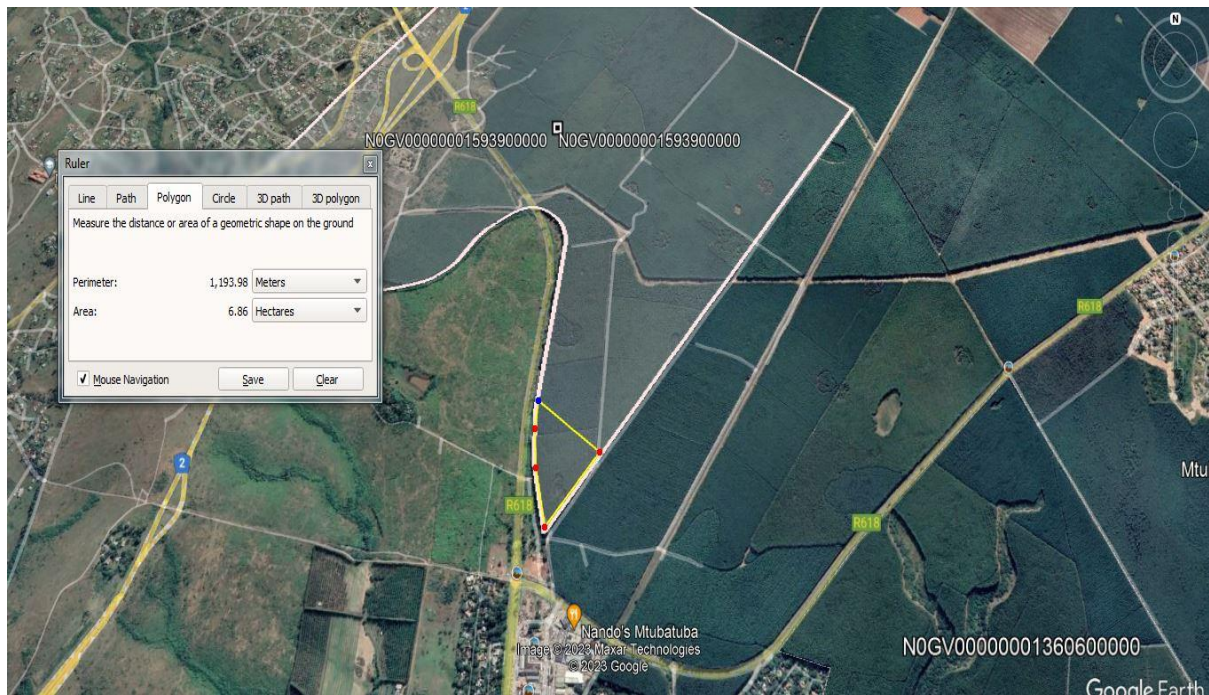 2
R618
N0GV00000001593900000 N0GV00000001593900000
Ruler
x
Line Path Polygon Circle 3D path 3D polygon
Measure the distance or area of a geometric shape on the ground
Perimeter: 1,193.98 Meters
Area: 6.86 Hectares
Mouse Navigation Save Clear
N
R618
2
Mtu
R618
R618
Nando's Mtubatuba
Image © 2023 Maxar Technologies
© 2023 Google
N0GV00000001360600000
Google Earth